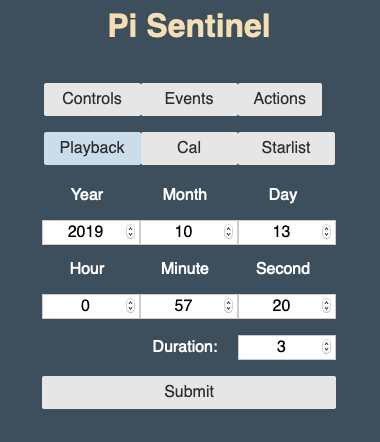 Pi Sentinel
Controls Events Actions
Playback Cal Starlist
Year Month Day
2019 10 13
Hour Minute Second
0 57 20
Duration: 3
Submit